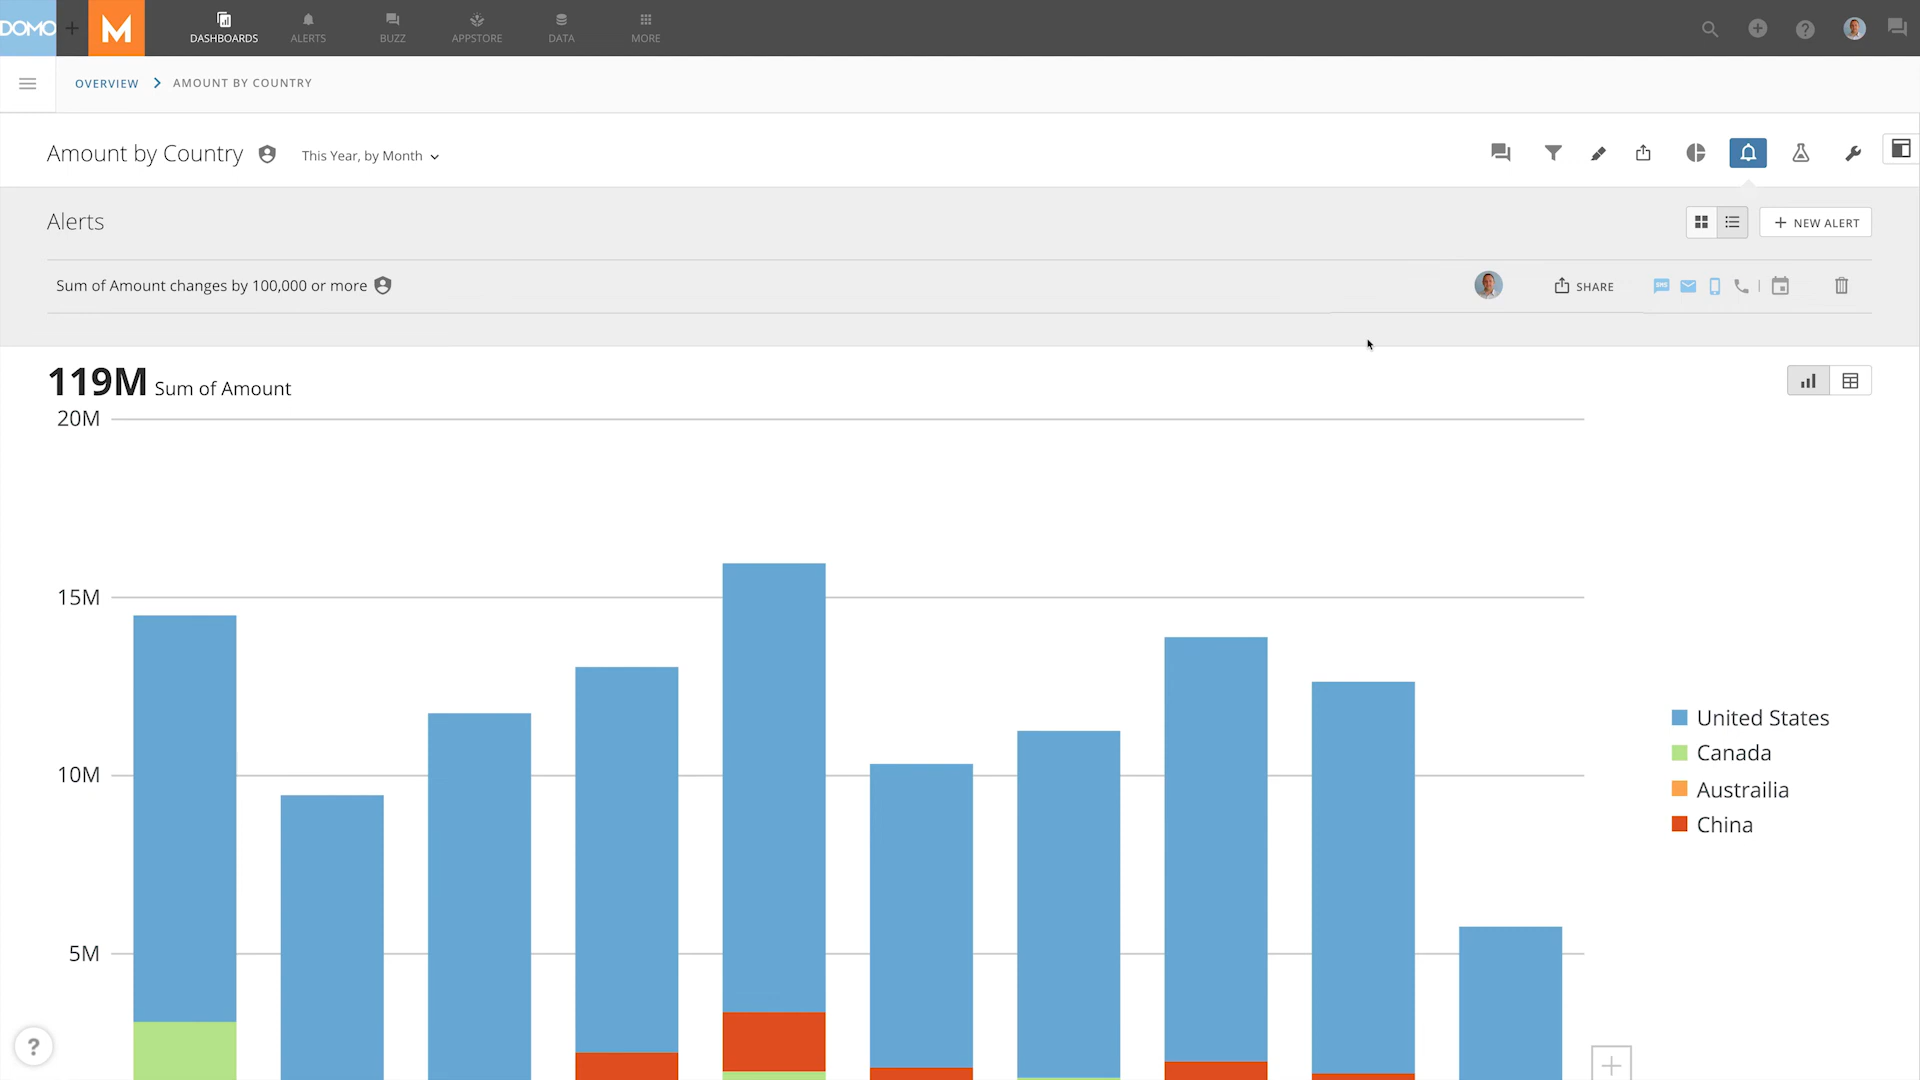 DOMO
M
DASHBOARDS ALERTS BUZZ APPSTORE DATA MORE
?
OVERVIEW AMOUNT BY COUNTRY
Amount by Country This Year, by Month
Alerts
+ NEW ALERT
Sum of Amount changes by 100,000 or more
SHARE
SMS
119M Sum of Amount
20M
15M
10M
5M
United States
Canada
Austrailia
China
?